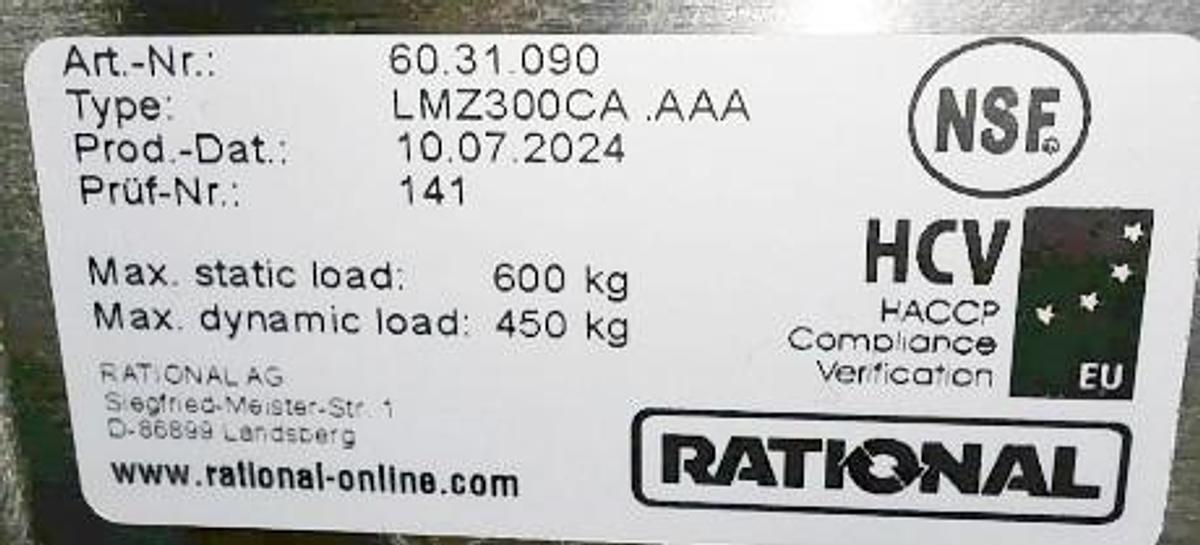 Art.-Nr.: 60.31.090
Type: LMZ300CA .AAA
Prod.-Dat.: 10.07.2024
Prüf-Nr.: 141
NSF®
Max. static load: 600 kg
Max. dynamic load: 450 kg
HCV
HACCP
Compliance
Verification
EU
RATIONAL AG
Siegfried-Meister-Str. 1
D-86899 Landsberg
www.rational-online.com
RATIONAL